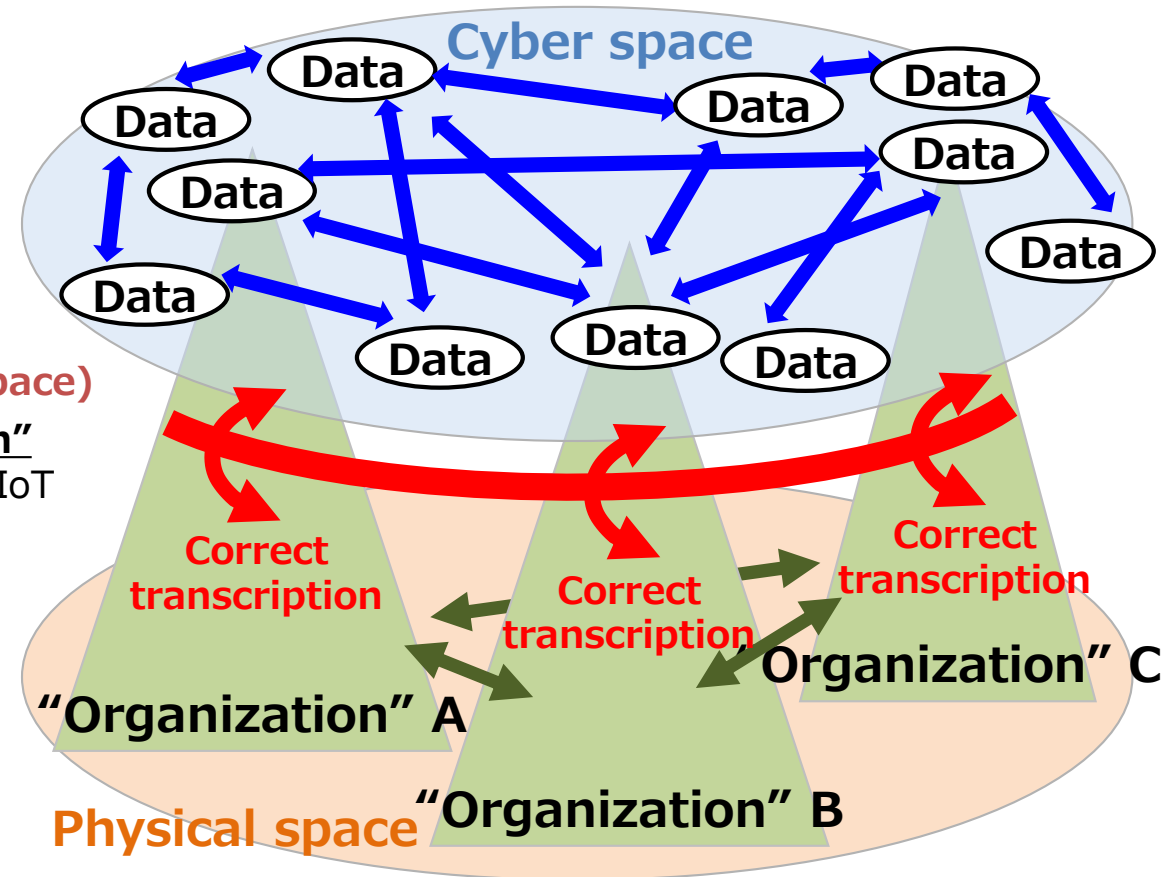 Cyber space
Data
Data
Data
Data
Data
Data
Data
Data
Data
Data
Data
Data
pace)
n”
IoT
Correct
transcription
Correct
transcription
Correct
transcription
“Organization” A
“Organization” B
“Organization” C
Physical space